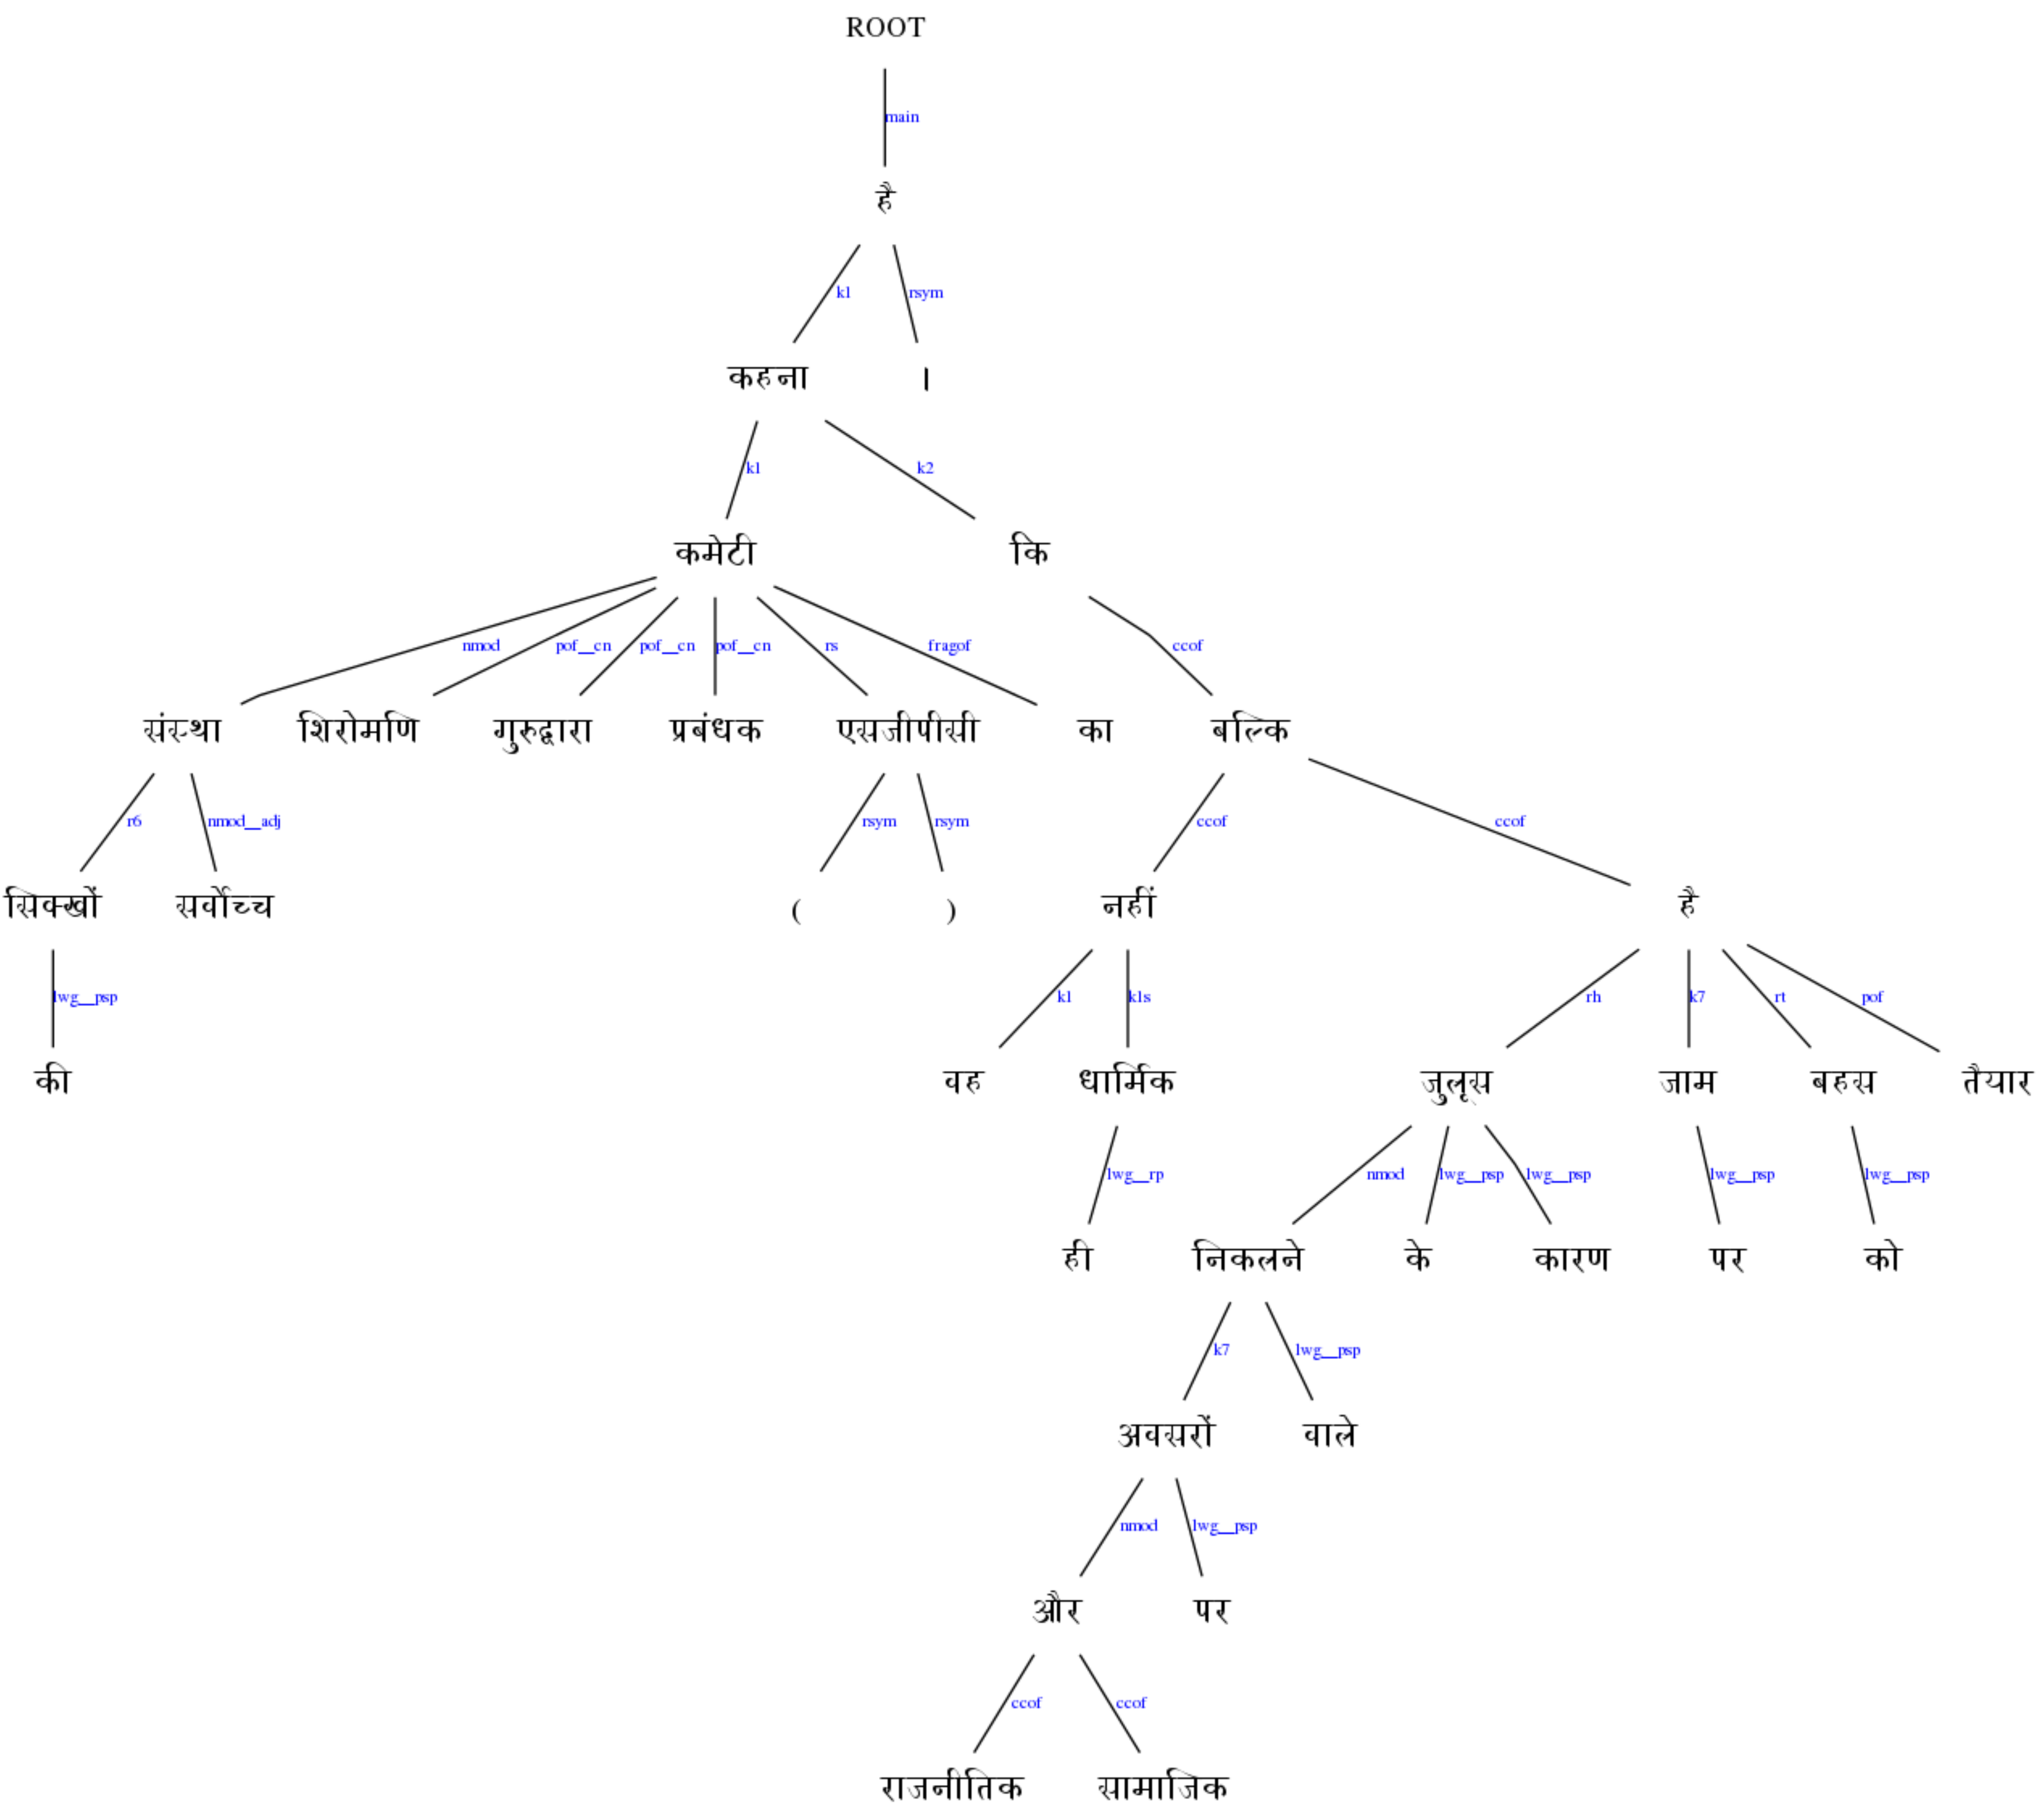 ROOT
main
है
k1 rsym
कहना ।
k1 k2
कमेटी कि
nmod pof__cn pof__cn pof__cn rs fragof ccof
संस्था शिरोमणि गुरुद्वारा प्रबंधक एसजीपीसी का बल्कि
r6 nmod__adj rsym rsym ccof ccof
सिक्खों सर्वोच्च ( ) नहीं है
lwg__psp k1 k1s rh k7 rt pof
की वह धार्मिक जुलूस जाम बहस तैयार
lwg__rp nmod lwg__psp lwg__psp lwg__psp lwg__psp
ही निकलने के कारण पर को
k7 lwg__psp
अवसरों वाले
nmod lwg__psp
और पर
ccof ccof
राजनीतिक सामाजिक